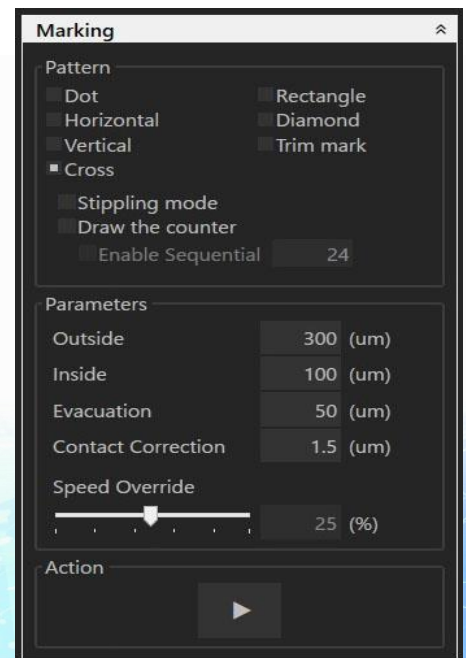 Marking
Pattern
Dot
Rectangle
Horizontal
Diamond
Vertical
Trim mark
Cross
Stippling mode
Draw the counter
Enable Sequential 24
Parameters
Outside 300 (um)
Inside 100 (um)
Evacuation 50 (um)
Contact Correction 1.5 (um)
Speed Override
25 (%)
Action